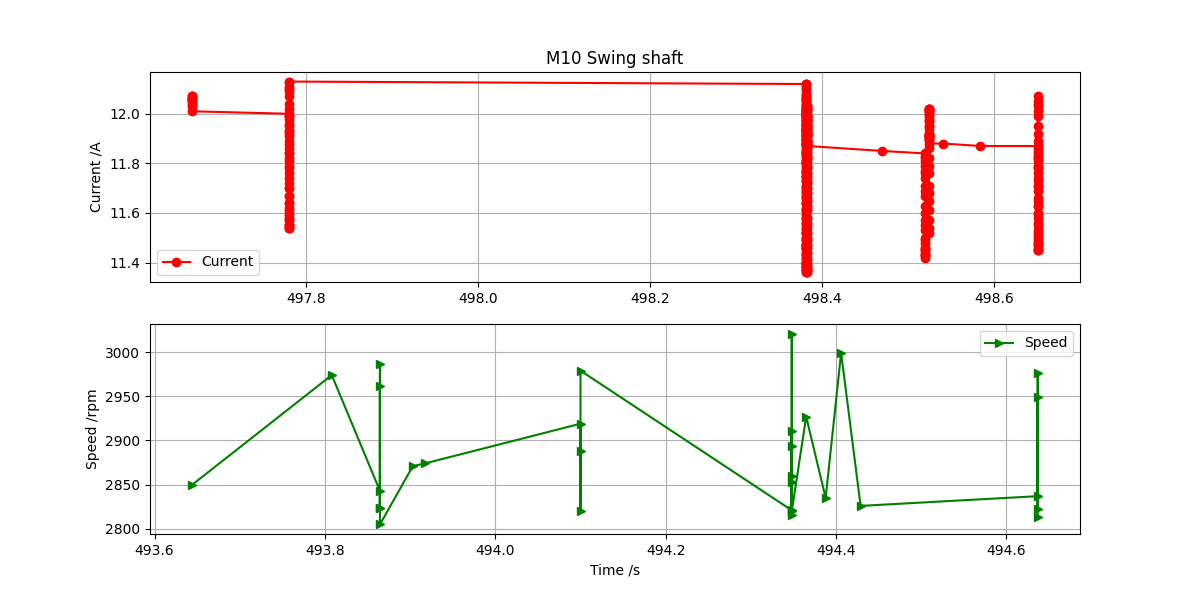 M10 Swing shaft
Current /A
12.0
11.8
11.6
11.4
Current
497.8 498.0 498.2 498.4 498.6
Speed /rpm
3000
2950
2900
2850
2800
Speed
493.6 493.8 494.0 494.2 494.4 494.6
Time /s